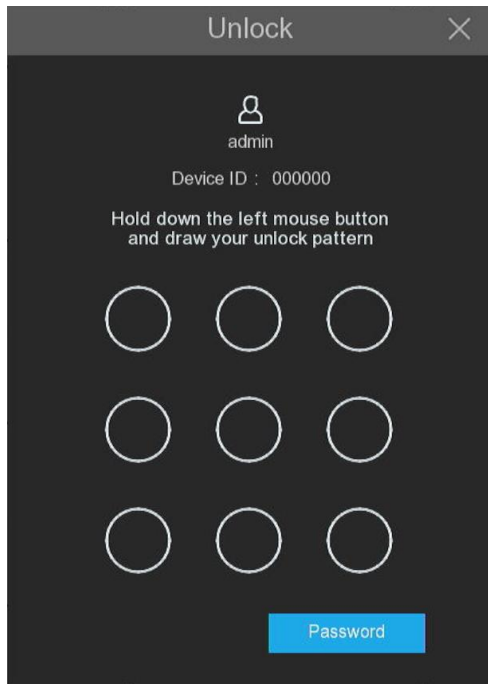 Unlock
admin
Device ID : 000000
Hold down the left mouse button
and draw your unlock pattern
Password